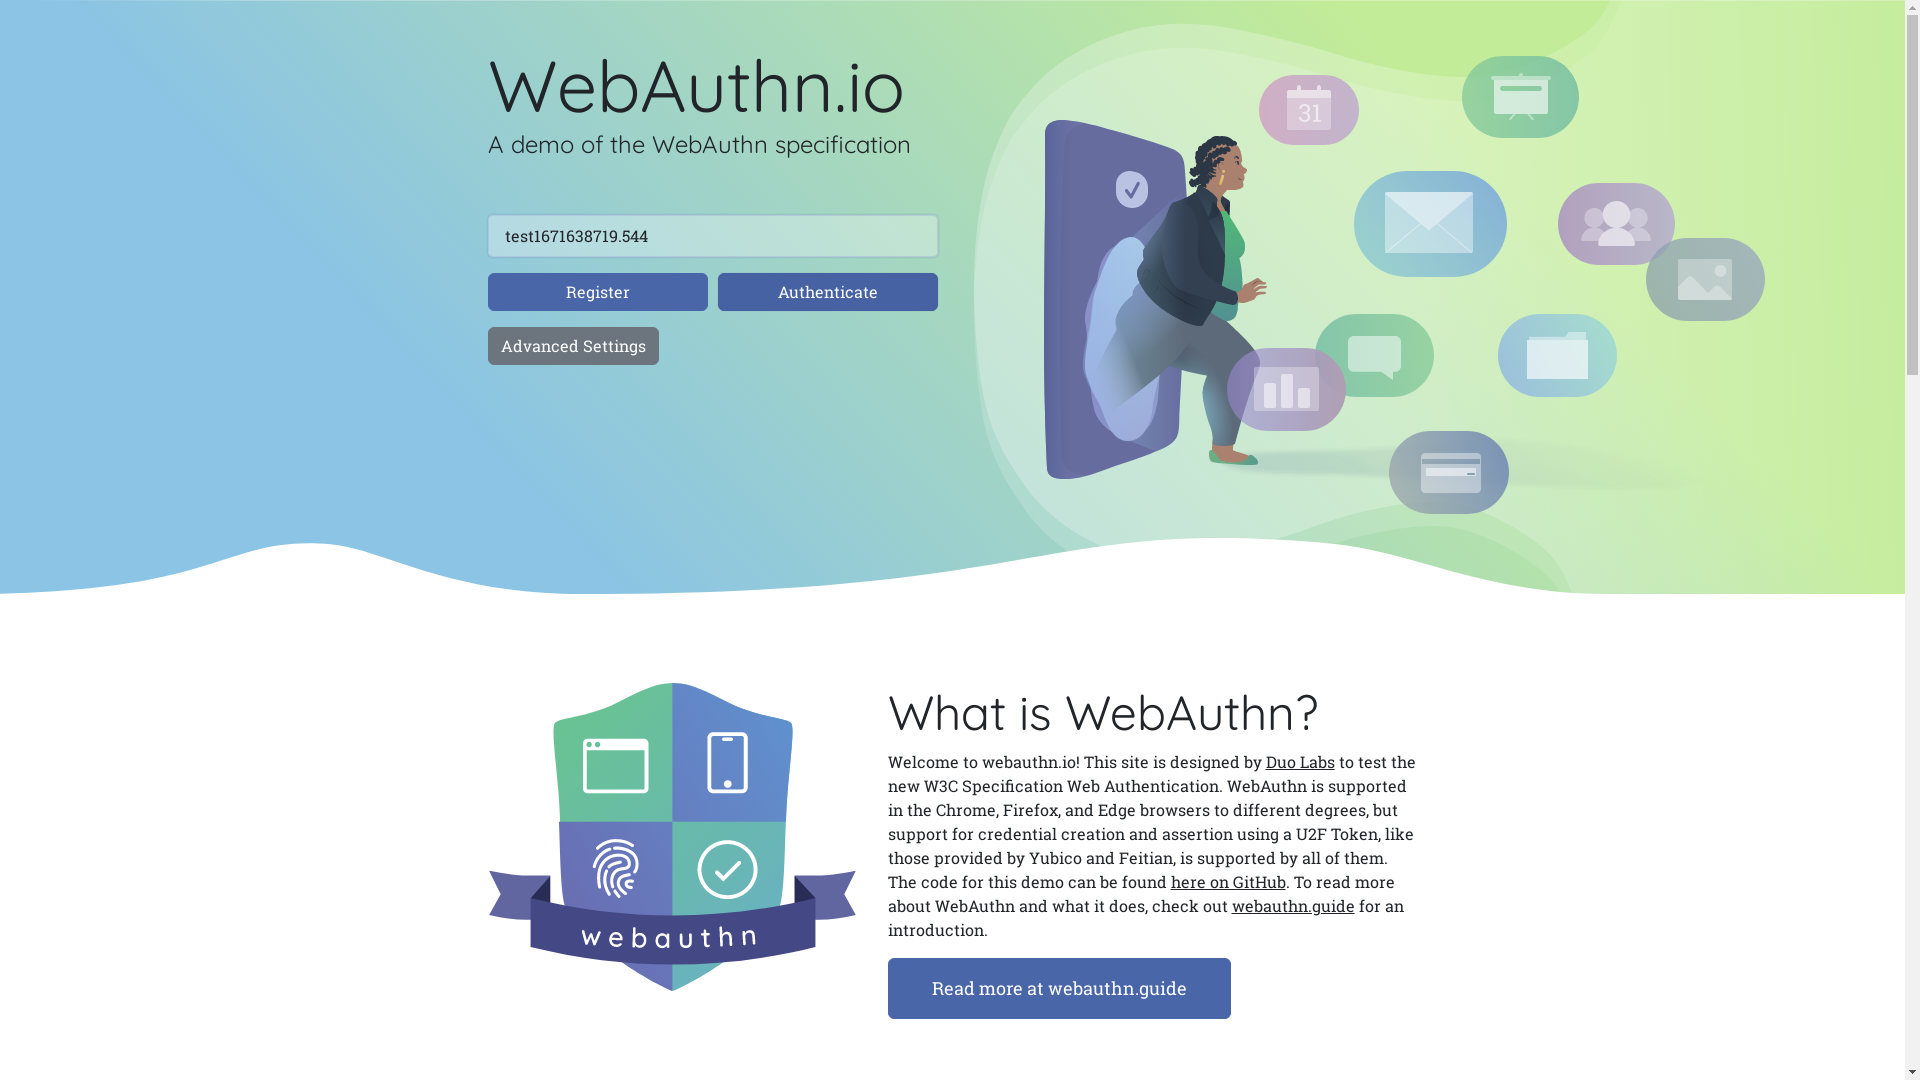 WebAuthn.io
A demo of the WebAuthn specification
test1671638719.544
Register
Authenticate
Advanced Settings
31
webauthn
What is WebAuthn?
Welcome to webauthn.io! This site is designed by Duo Labs to test the
new W3C Specification Web Authentication. WebAuthn is supported
in the Chrome, Firefox, and Edge browsers to different degrees, but
support for credential creation and assertion using a U2F Token, like
those provided by Yubico and Feitian, is supported by all of them.
The code for this demo can be found here on GitHub. To read more
about WebAuthn and what it does, check out webauthn.guide for an
introduction.
Read more at webauthn.guide